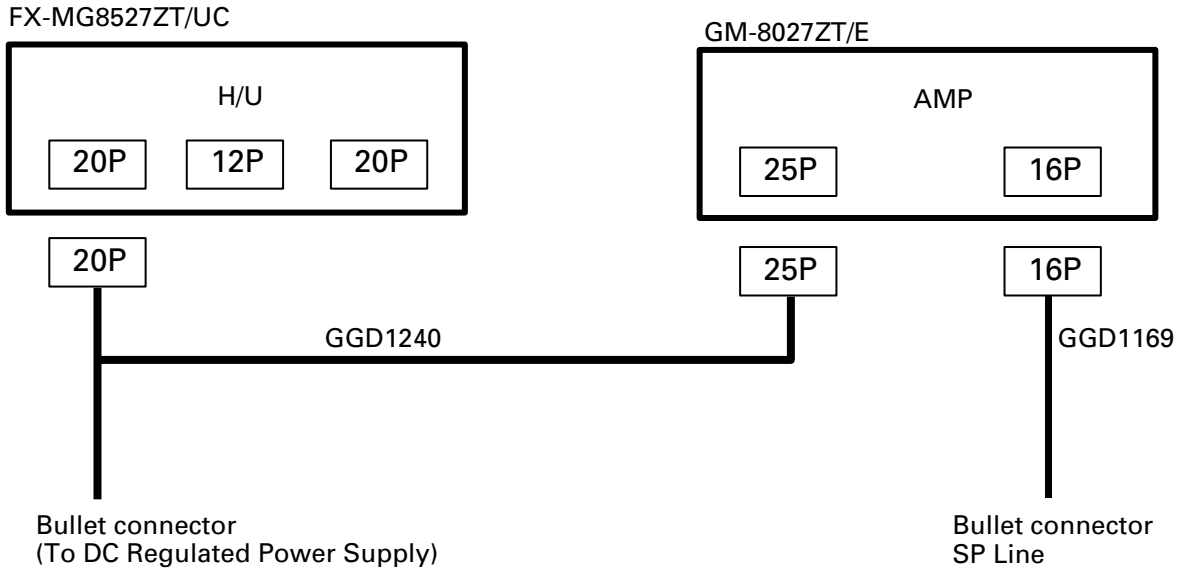 FX-MG8527ZT/UC
GM-8027ZT/E
H/U
AMP
20P
12P
20P
25P
16P
20P
25P
16P
GGD1240
GGD1169
Bullet connector
(To DC Regulated Power Supply)
Bullet connector
SP Line